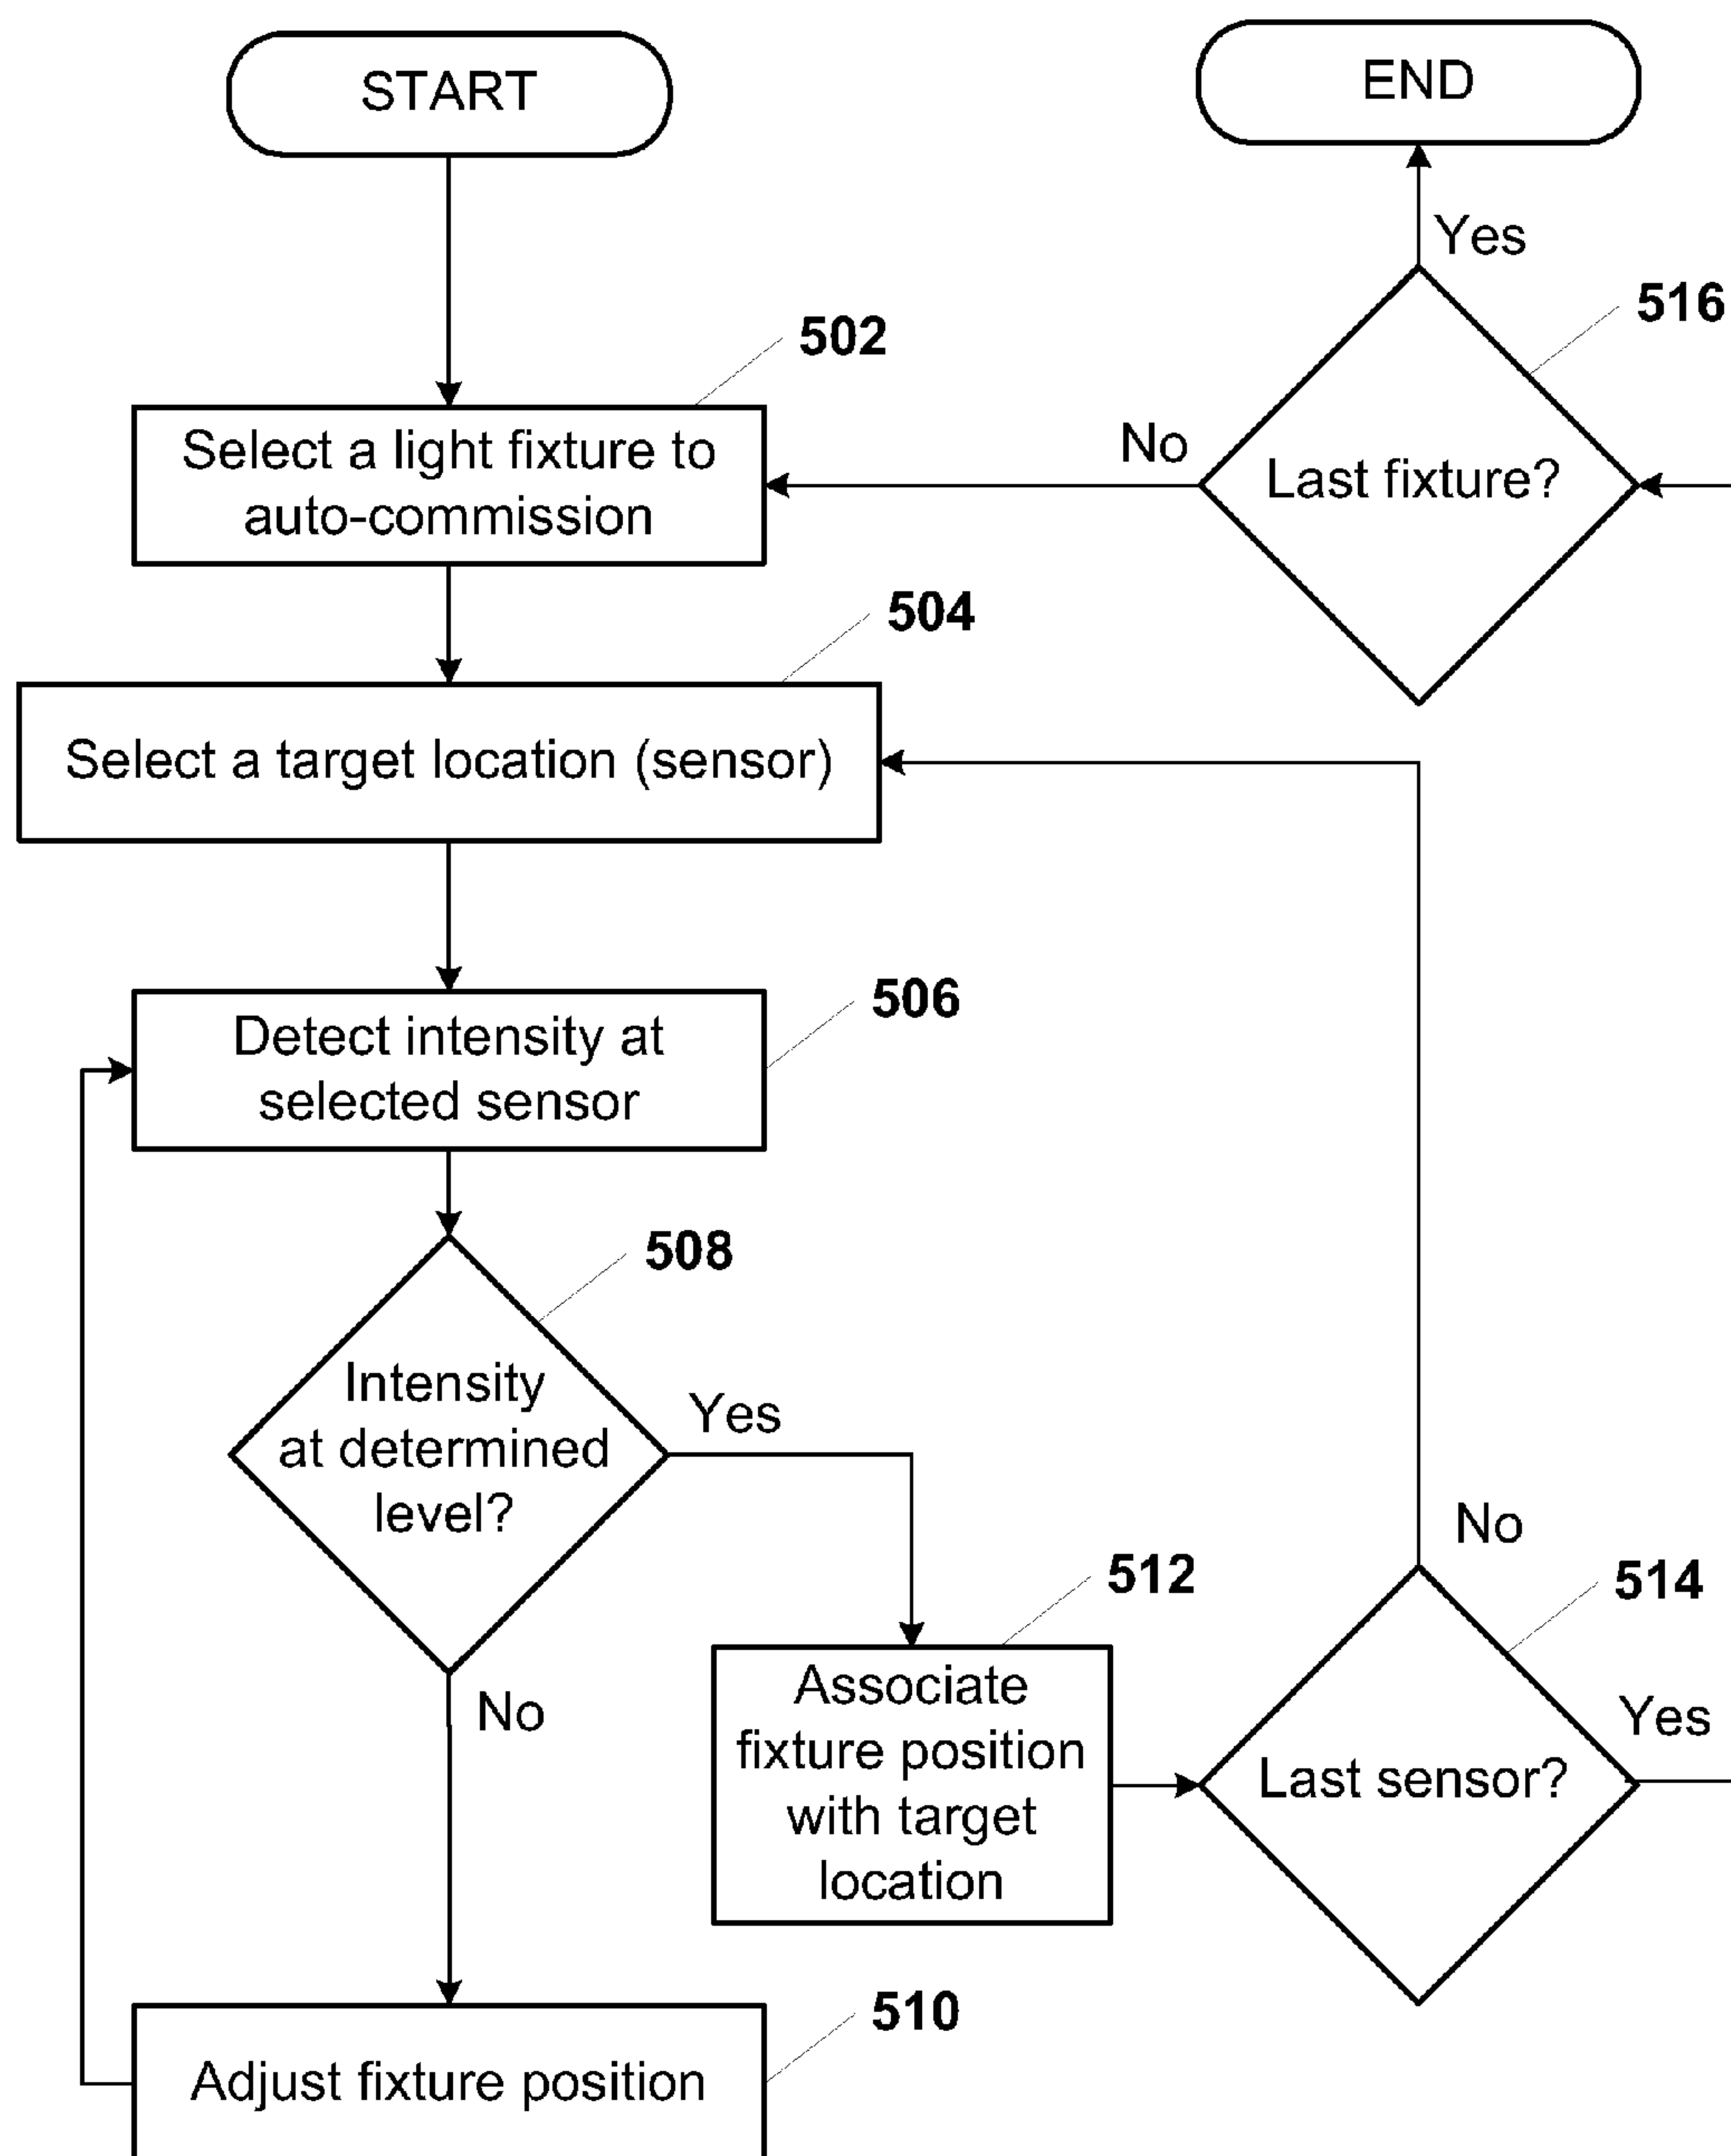 START
END
Yes
516
502
Select a light fixture to
auto-commission
No
Last fixture?
504
Select a target location (sensor)
506
Detect intensity at
selected sensor
508
Intensity
at determined
level?
Yes
No
512
Associate
fixture position
with target
location
No
514
Last sensor?
Yes
510
Adjust fixture position